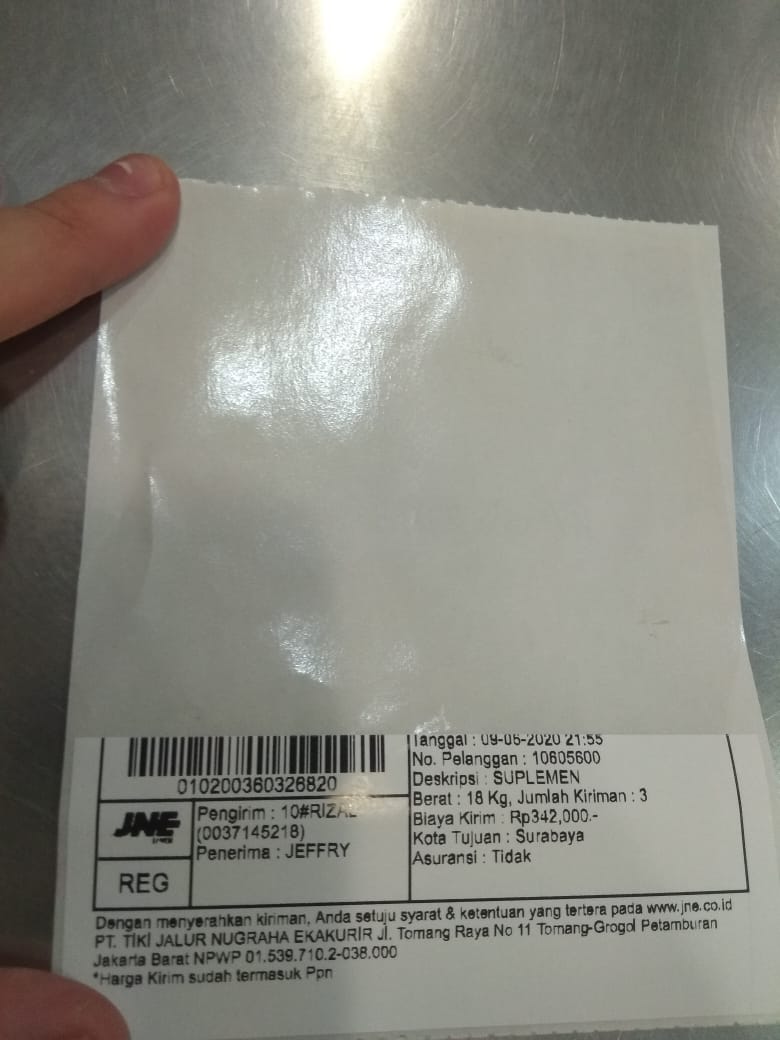 Tanggal : 09-06-2020 21:55
No. Pelanggan : 10605600
Deskripsi : SUPLEMEN
Berat : 18 Kg, Jumlah Kiriman : 3
Biaya Kirim : Rp342,000.-
Kota Tujuan : Surabaya
Asuransi : Tidak
010200360326820
JNE
REG
Pengirim : 10#RIZAL
(0037145218)
Penerima : JEFFRY
Dengan menyerahkan kiriman, Anda setuju syarat & ketentuan yang tertera pada www.jne.co.id
PT. TIKI JALUR NUGRAHA EKAKURIR Jl. Tomang Raya No 11 Tomang-Grogol Petamburan
Jakarta Barat NPWP 01.539.710.2-038.000
*Harga Kirim sudah termasuk Ppn